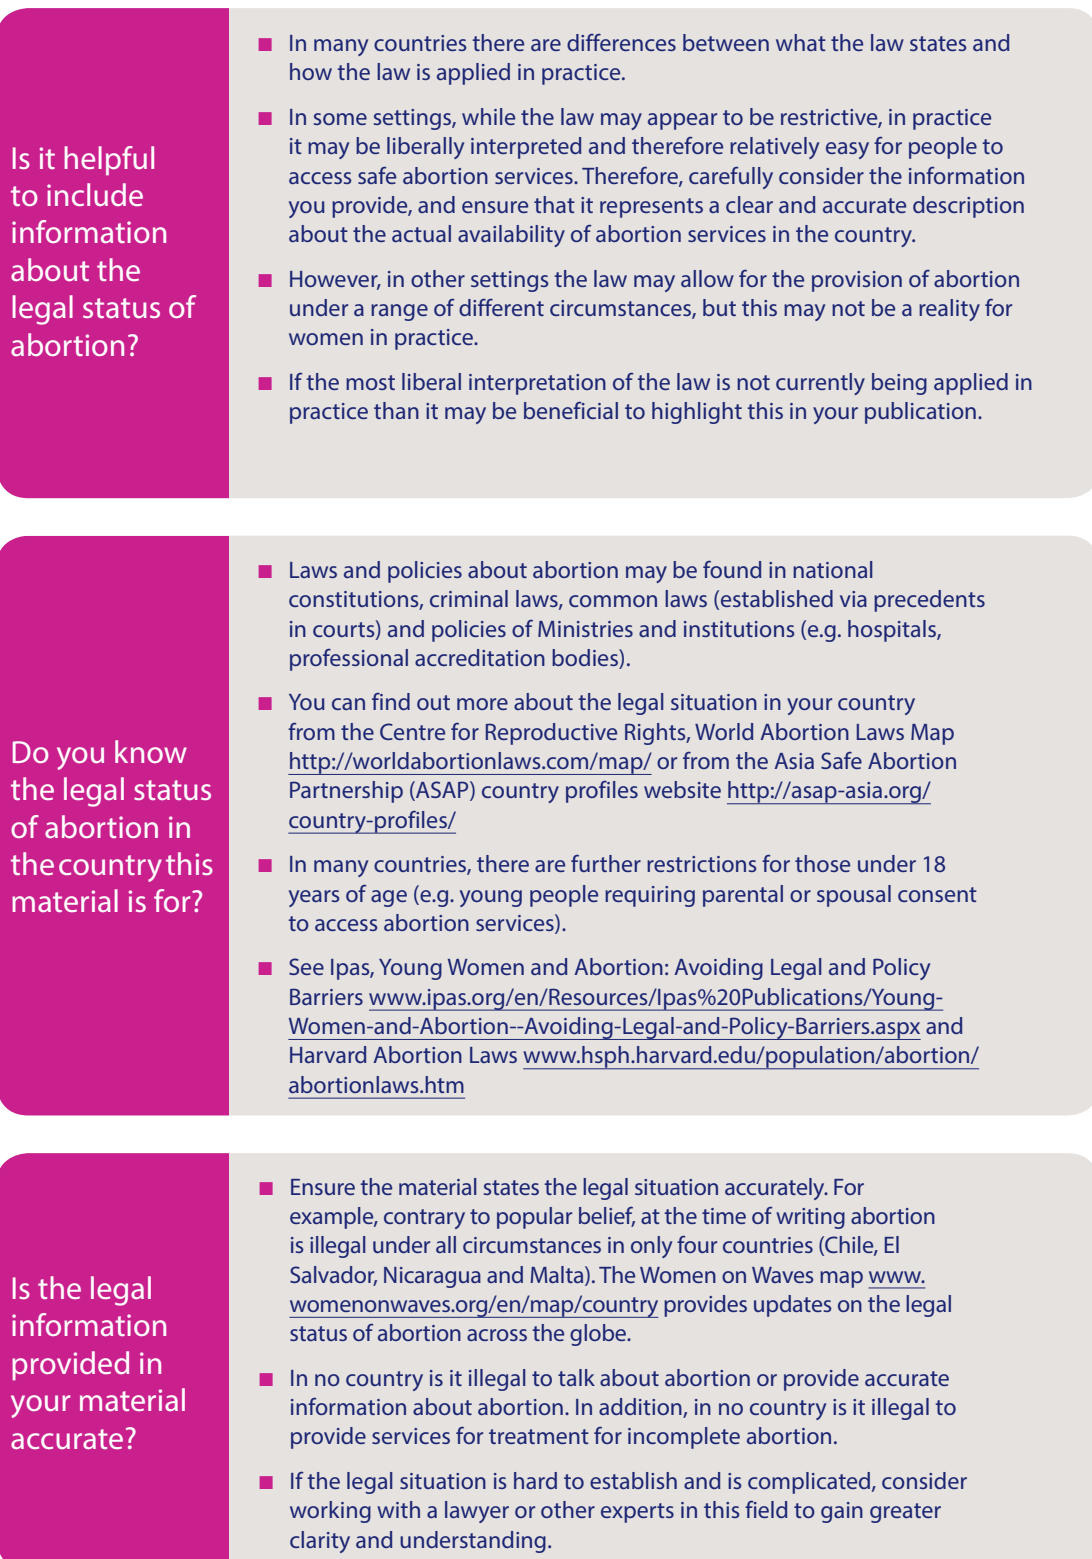 Is it helpful
to include
information
about the
legal status of
abortion?
■ In many countries there are differences between what the law states and
how the law is applied in practice.
■ In some settings, while the law may appear to be restrictive, in practice
it may be liberally interpreted and therefore relatively easy for people to
access safe abortion services. Therefore, carefully consider the information
you provide, and ensure that it represents a clear and accurate description
about the actual availability of abortion services in the country.
■ However, in other settings the law may allow for the provision of abortion
under a range of different circumstances, but this may not be a reality for
women in practice.
■ If the most liberal interpretation of the law is not currently being applied in
practice than it may be beneficial to highlight this in your publication.
Do you know
the legal status
of abortion in
the country this
material is for?
■ Laws and policies about abortion may be found in national
constitutions, criminal laws, common laws (established via precedents
in courts) and policies of Ministries and institutions (e.g. hospitals,
professional accreditation bodies).
■ You can find out more about the legal situation in your country
from the Centre for Reproductive Rights, World Abortion Laws Map
http://worldabortionlaws.com/map/ or from the Asia Safe Abortion
Partnership (ASAP) country profiles website http://asap-asia.org/
country-profiles/
■ In many countries, there are further restrictions for those under 18
years of age (e.g. young people requiring parental or spousal consent
to access abortion services).
■ See Ipas, Young Women and Abortion: Avoiding Legal and Policy
Barriers www.ipas.org/en/Resources/Ipas%20Publications/Young-
Women-and-Abortion--Avoiding-Legal-and-Policy-Barriers.aspx and
Harvard Abortion Laws www.hsph.harvard.edu/population/abortion/
abortionlaws.htm
Is the legal
information
provided in
your material
accurate?
■ Ensure the material states the legal situation accurately. For
example, contrary to popular belief, at the time of writing abortion
is illegal under all circumstances in only four countries (Chile, El
Salvador, Nicaragua and Malta). The Women on Waves map www.
womenonwaves.org/en/map/country provides updates on the legal
status of abortion across the globe.
■ In no country is it illegal to talk about abortion or provide accurate
information about abortion. In addition, in no country is it illegal to
provide services for treatment for incomplete abortion.
■ If the legal situation is hard to establish and is complicated, consider
working with a lawyer or other experts in this field to gain greater
clarity and understanding.